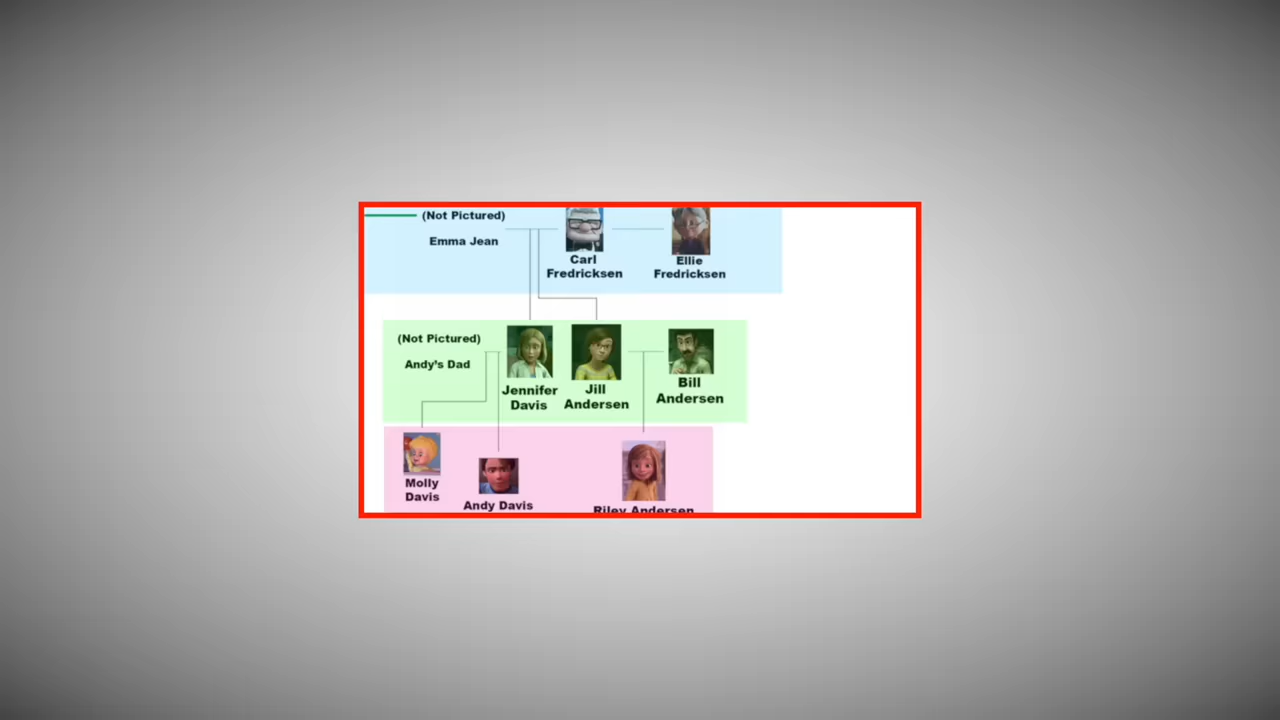 (Not Pictured)
Emma Jean
Carl
Fredricksen
Ellie
Fredricksen
(Not Pictured)
Andy's Dad
Jennifer
Davis
Jill
Andersen
Bill
Andersen
Molly
Davis
Andy Davis
Riley Andersen